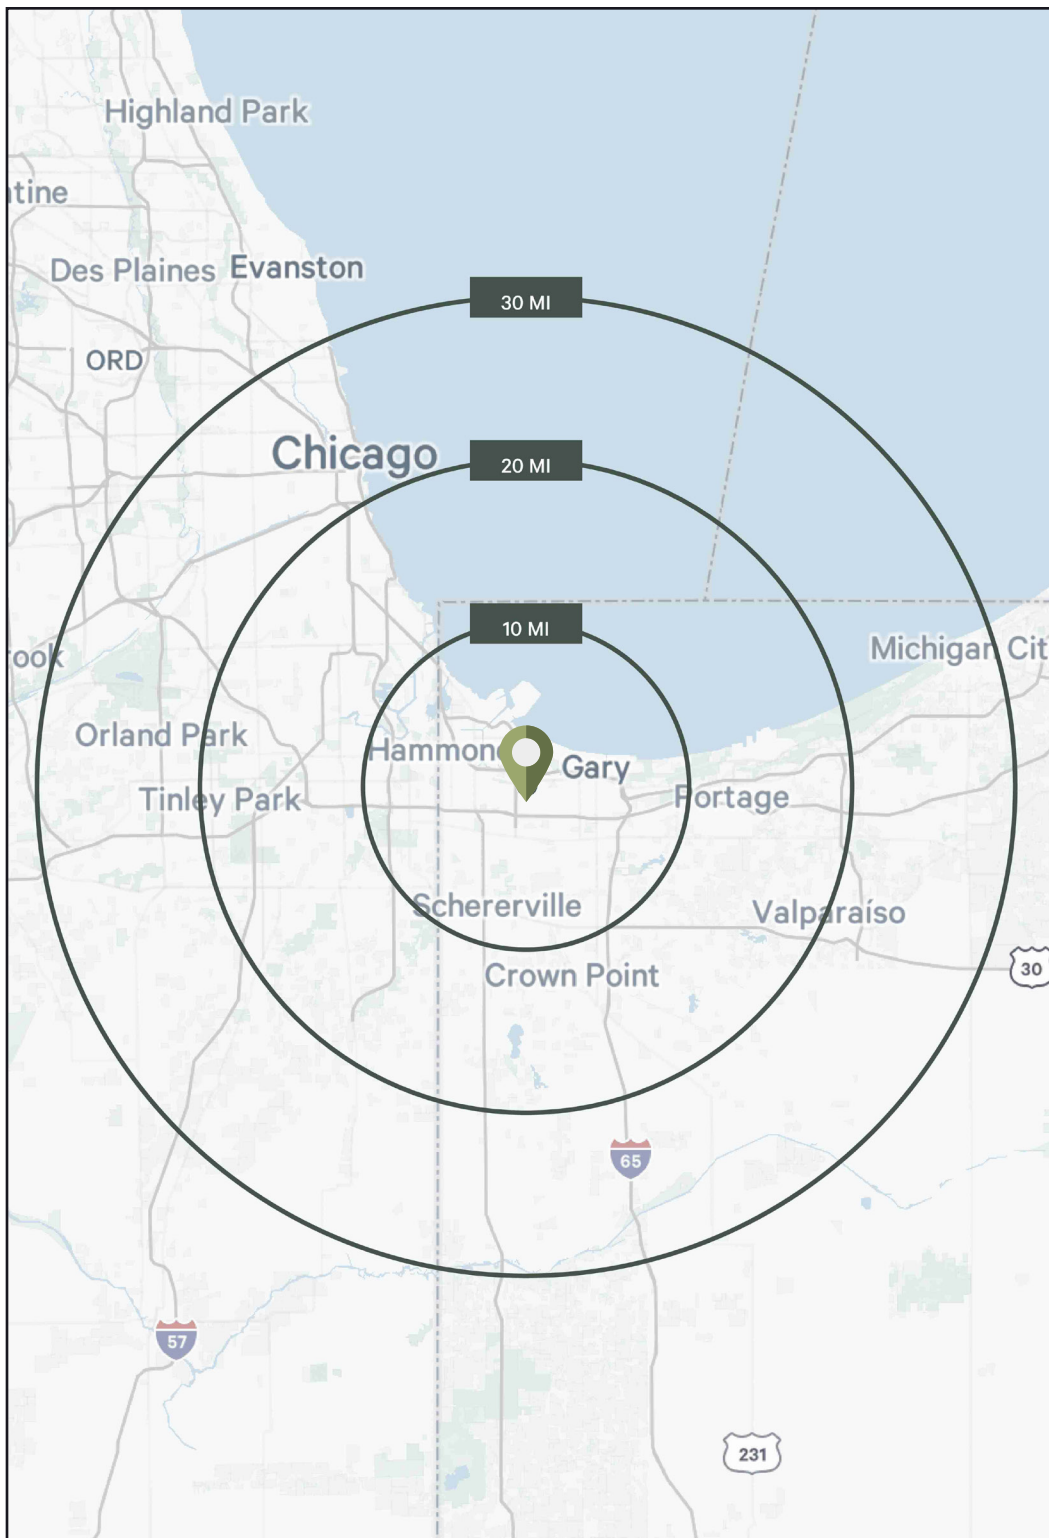 Highland Park
tine
Des Plaines
Evanston
30 MI
ORD
Chicago
20 MI
10 MI
ook
Michigan Cit
Orland Park
Hammon
Gary
Tinley Park
Portage
Schererville
Valparaíso
Crown Point
30
65
57
231